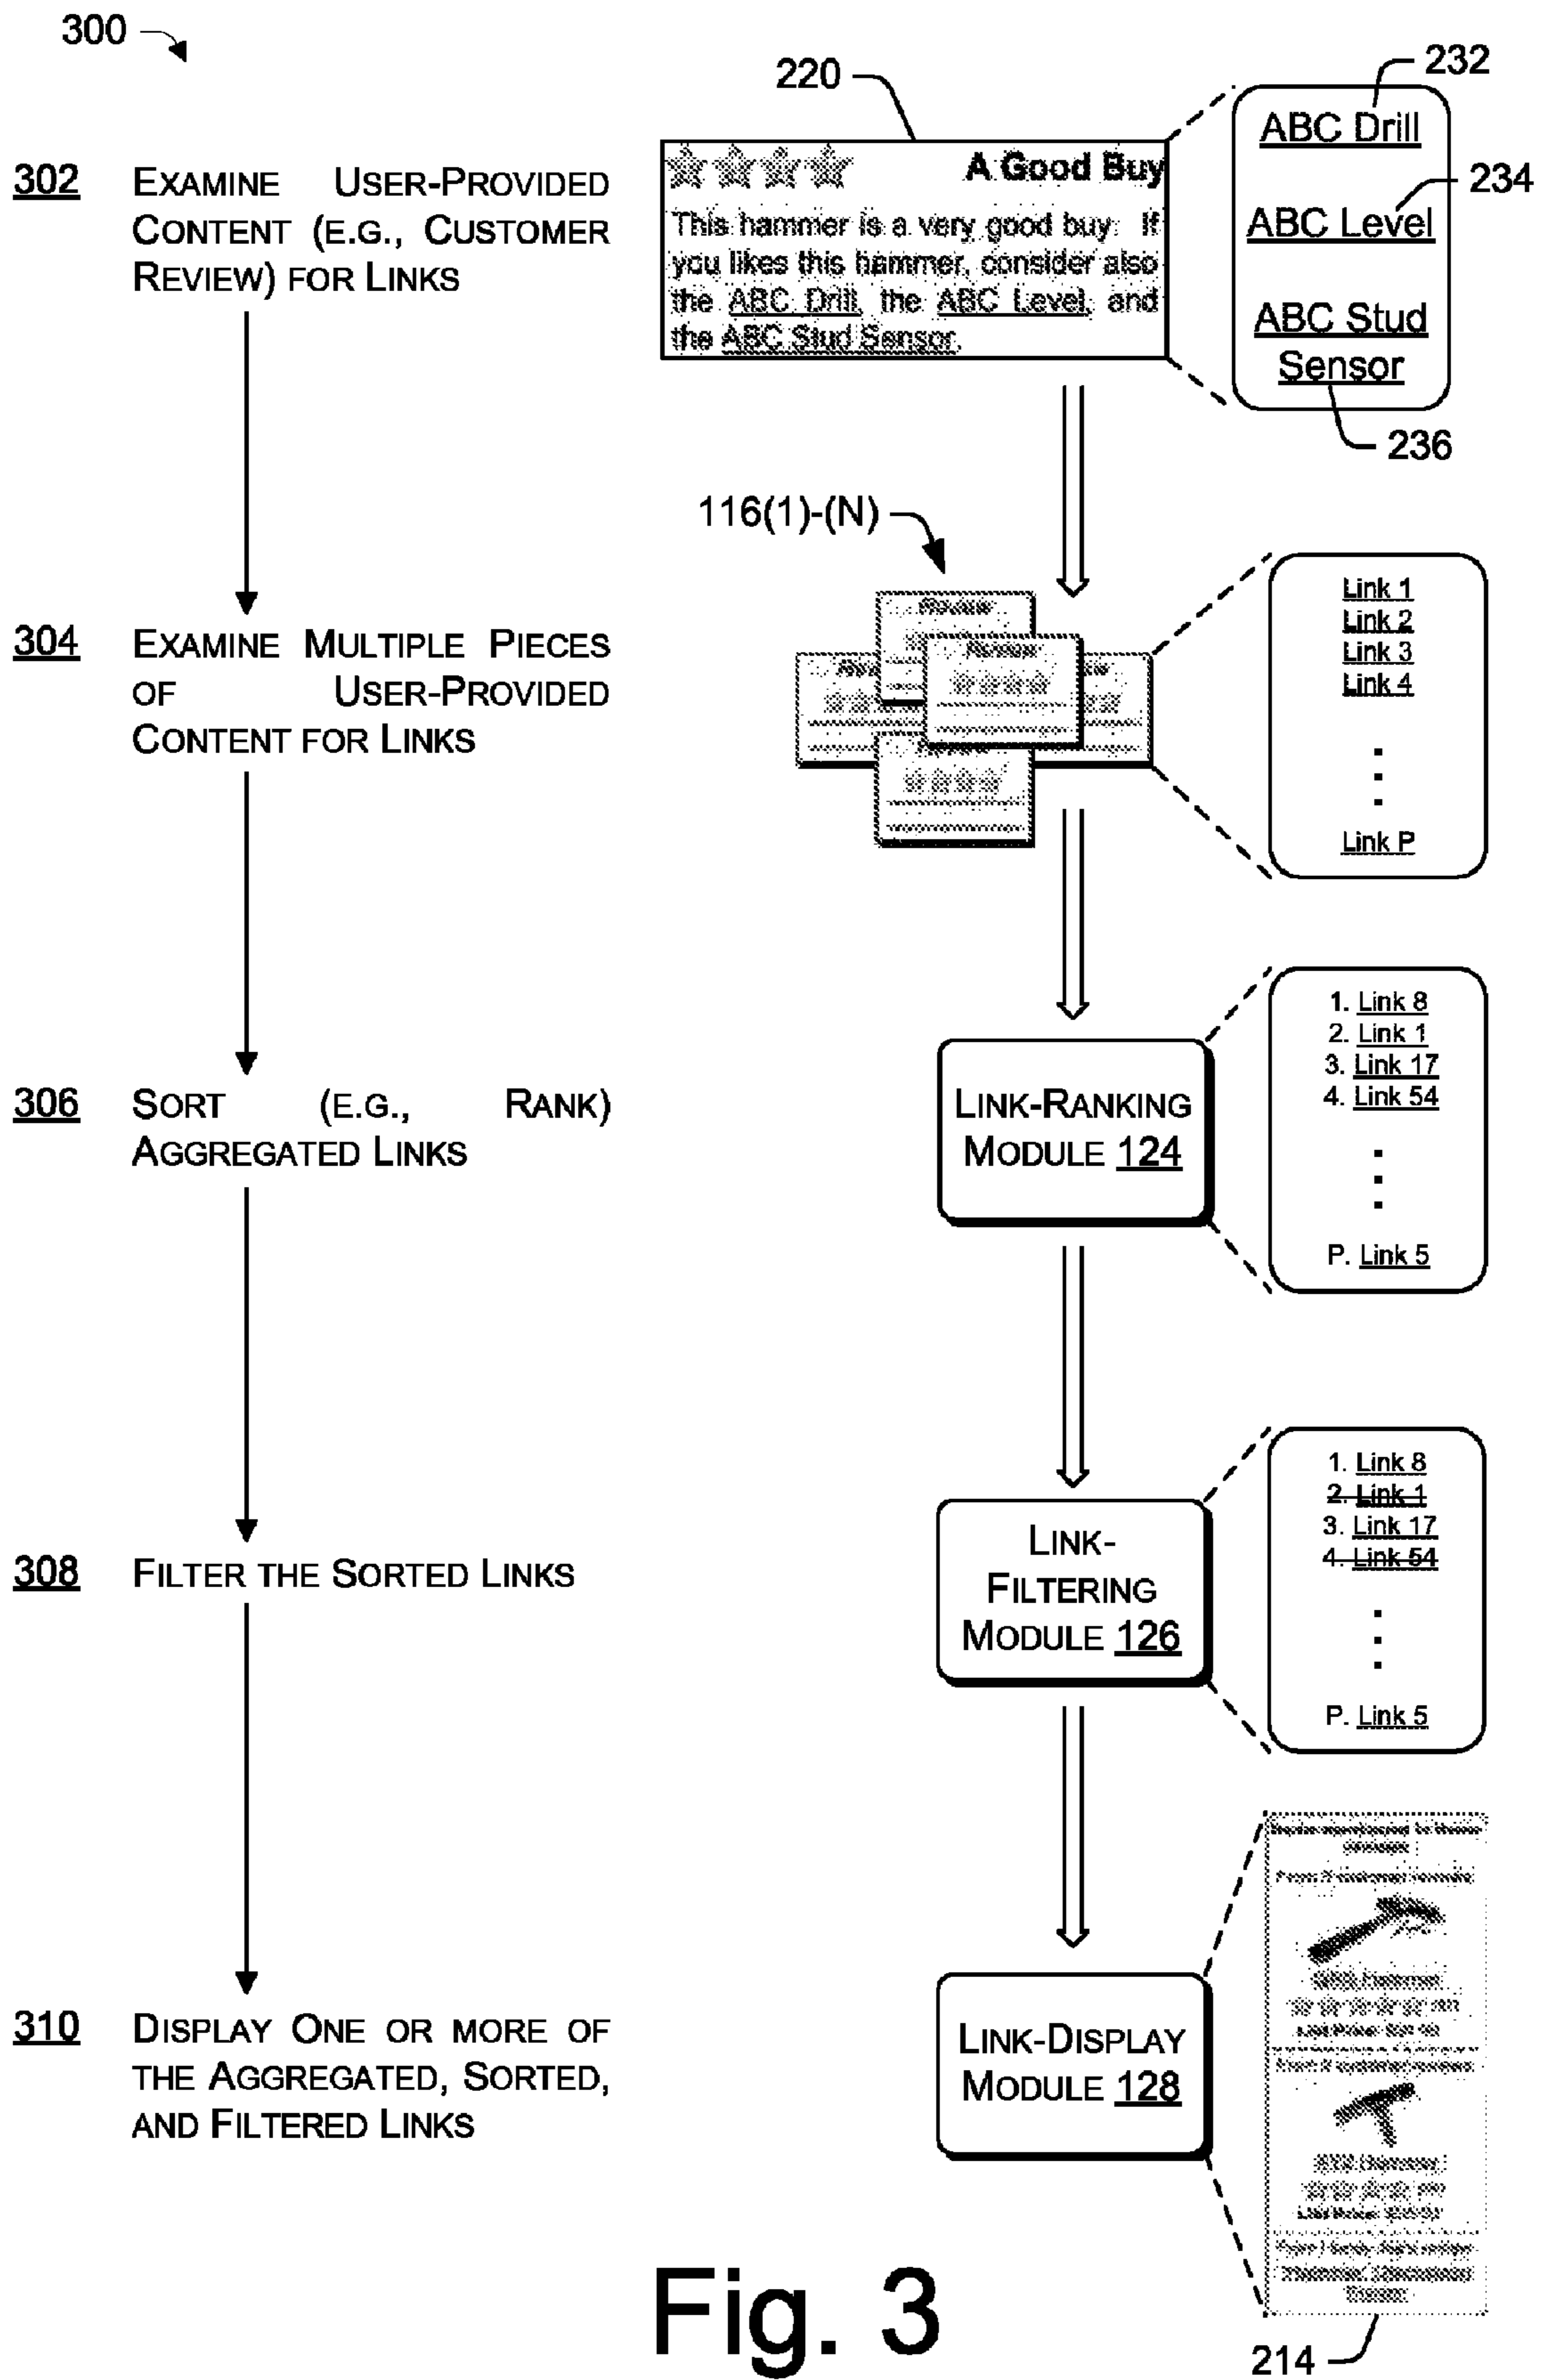 300
220
232
ABC Drill
234
ABC Level
ABC Stud
Sensor
236
302 EXAMINE USER-PROVIDED
CONTENT (E.G., CUSTOMER
REVIEW) FOR LINKS
A Good Buy
This hammer is a very good buy. If
you likes this hammer, consider also
the ABC Drill, the ABC Level, and
the ABC Stud Sensor.
116(1)-(N)
304 EXAMINE MULTIPLE PIECES
OF USER-PROVIDED
CONTENT FOR LINKS
Review
Review
Link 1
Link 2
Link 3
Link 4
Link P
306 SORT (E.G., RANK)
AGGREGATED LINKS
LINK-RANKING
MODULE 124
1. Link 8
2. Link 1
3. Link 17
4. Link 54
P. Link 5
308 FILTER THE SORTED LINKS
LINK-
FILTERING
MODULE 126
1. Link 8
2. Link 1
3. Link 17
4. Link 54
P. Link 5
310 DISPLAY ONE OR MORE OF
THE AGGREGATED, SORTED,
AND FILTERED LINKS
LINK-DISPLAY
MODULE 128
214
Fig. 3